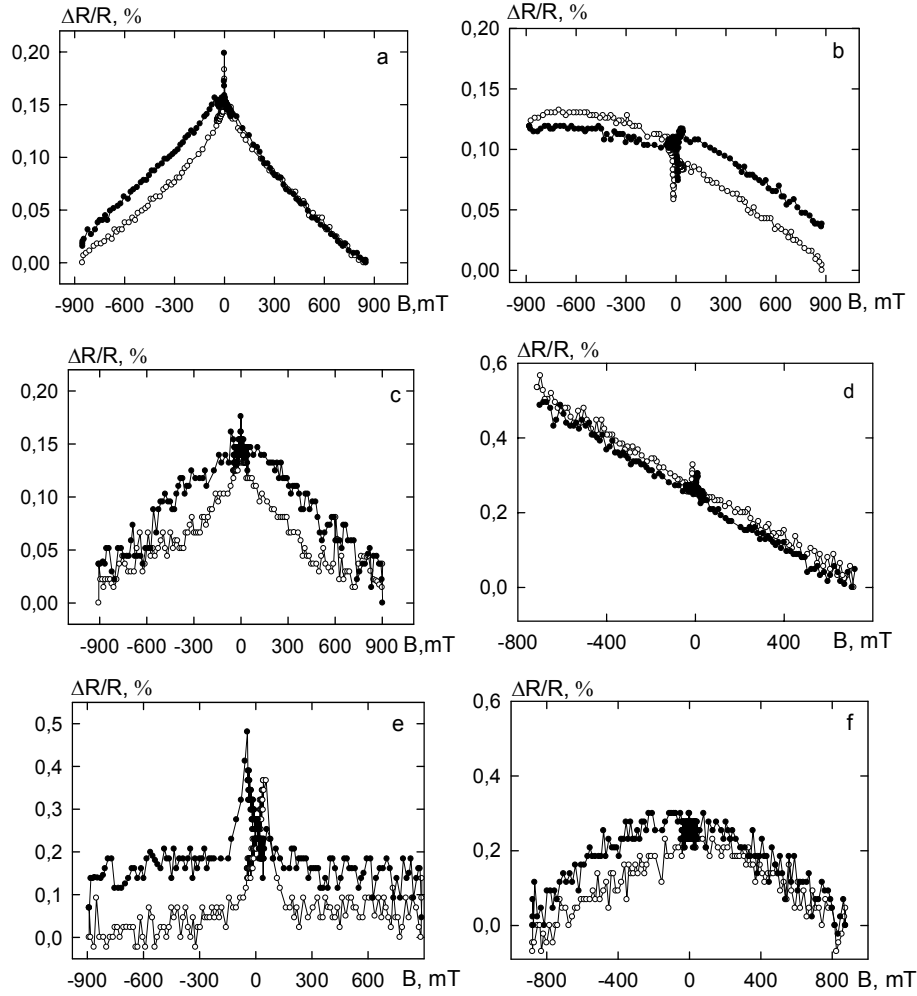 ΔR/R, %
a
0,20
0,15
0,10
0,05
0,00
-900 -600 -300 0 300 600 900 B,mT
ΔR/R, %
b
0,20
0,15
0,10
0,05
0,00
-900 -600 -300 0 300 600 900 B, mT
ΔR/R, %
c
0,20
0,15
0,10
0,05
0,00
-900 -600 -300 0 300 600 900 B,mT
ΔR/R, %
d
0,6
0,4
0,2
0,0
-800 -400 0 400 B, mT
ΔR/R, %
e
0,5
0,4
0,3
0,2
0,1
0,0
-900 -600 -300 0 300 600 B, mT
ΔR/R, %
f
0,6
0,4
0,2
0,0
-800 -400 0 400 800 B, mT